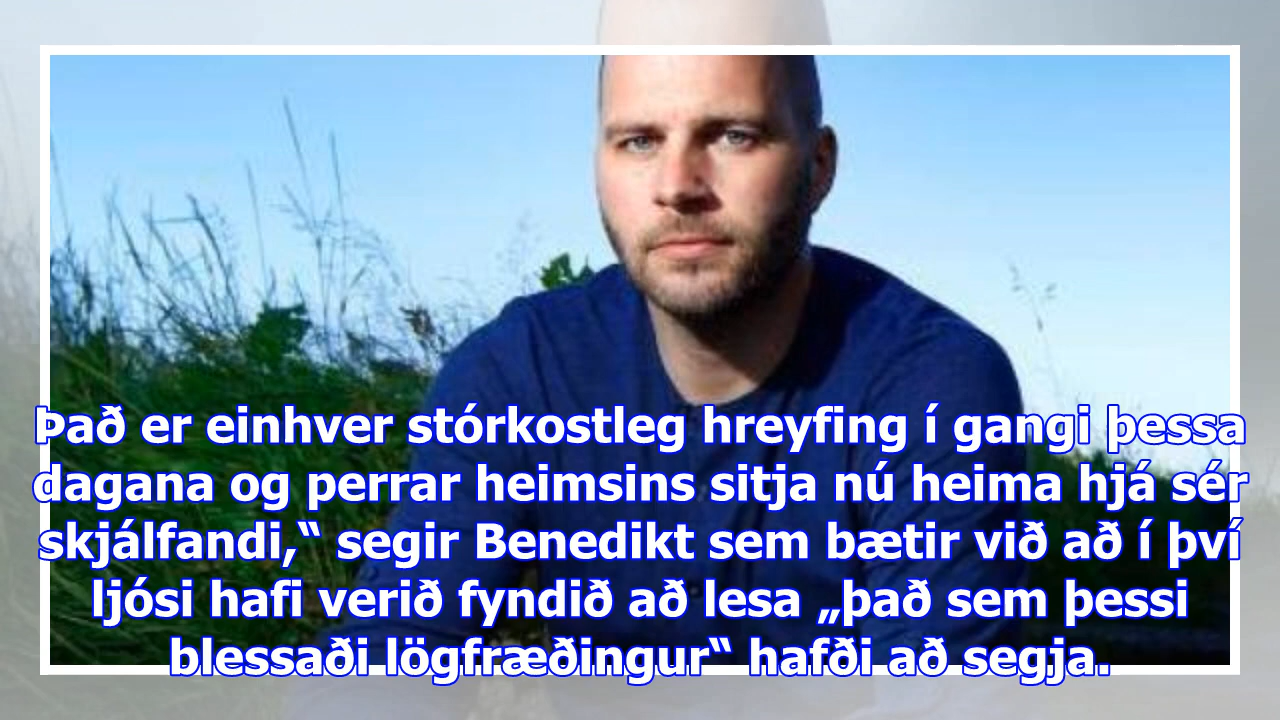 Það er einhver stórkostleg hreyfing í gangi þessa
dagana og perrar heimsins sitja nú heima hjá sér
skjálfandi,“ segir Benedikt sem bætir við að í því
ljósi hafi verið fyndið að lesa „það sem þessi
blessaði lögfræðingur“ hafði að segja.